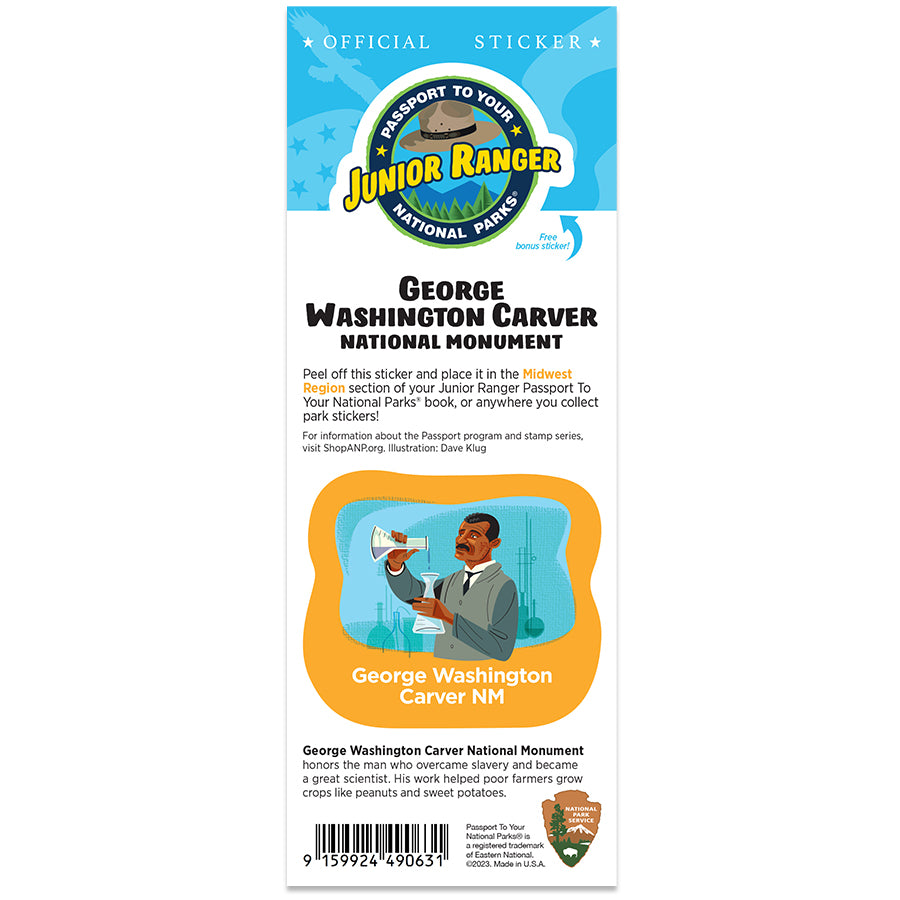 ★ OFFICIAL STICKER ★
PASSPORT TO YOUR
JUNIOR RANGER
NATIONAL PARKS®
Free
bonus sticker!
GEORGE
WASHINGTON CARVER
NATIONAL MONUMENT
Peel off this sticker and place it in the Midwest
Region section of your Junior Ranger Passport To
Your National Parks® book, or anywhere you collect
park stickers!
For information about the Passport program and stamp series,
visit ShopANP.org. Illustration: Dave Klug
George Washington
Carver NM
George Washington Carver National Monument
honors the man who overcame slavery and became
a great scientist. His work helped poor farmers grow
crops like peanuts and sweet potatoes.
NATIONAL
PARK
SERVICE
Passport To Your
National Parks® is
a registered trademark
of Eastern National.
©2023. Made in U.S.A.
9 159924 490631